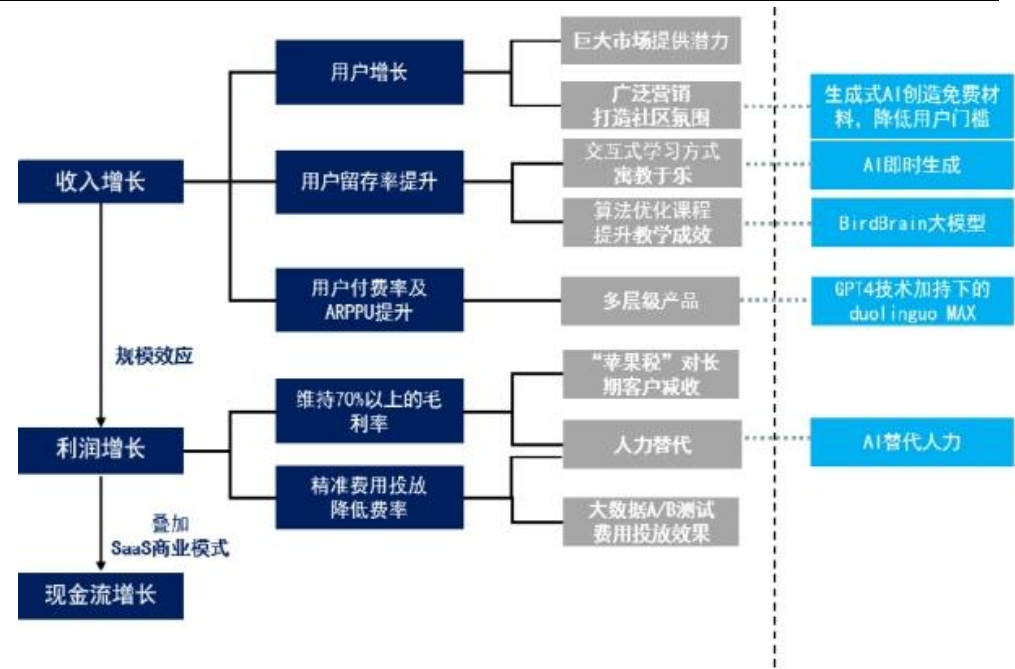 用户增长
巨大市场提供潜力
广泛营销
打造社区氛围
生成式AI创造免费材
料，降低用户门槛
收入增长
用户留存率提升
交互式学习方式
寓教于乐
AI即时生成
算法优化课程
提升教学成效
BirdBrain大模型
用户付费率及
ARPPU提升
多层级产品
GPT4技术加持下的
duolinguo MAX
规模效应
利润增长
维持70%以上的毛
利率
“苹果税”对长
期客户减收
人力替代
AI替代人力
精准费用投放
降低费率
大数据A/B测试
费用投放效果
叠加
SaaS商业模式
现金流增长